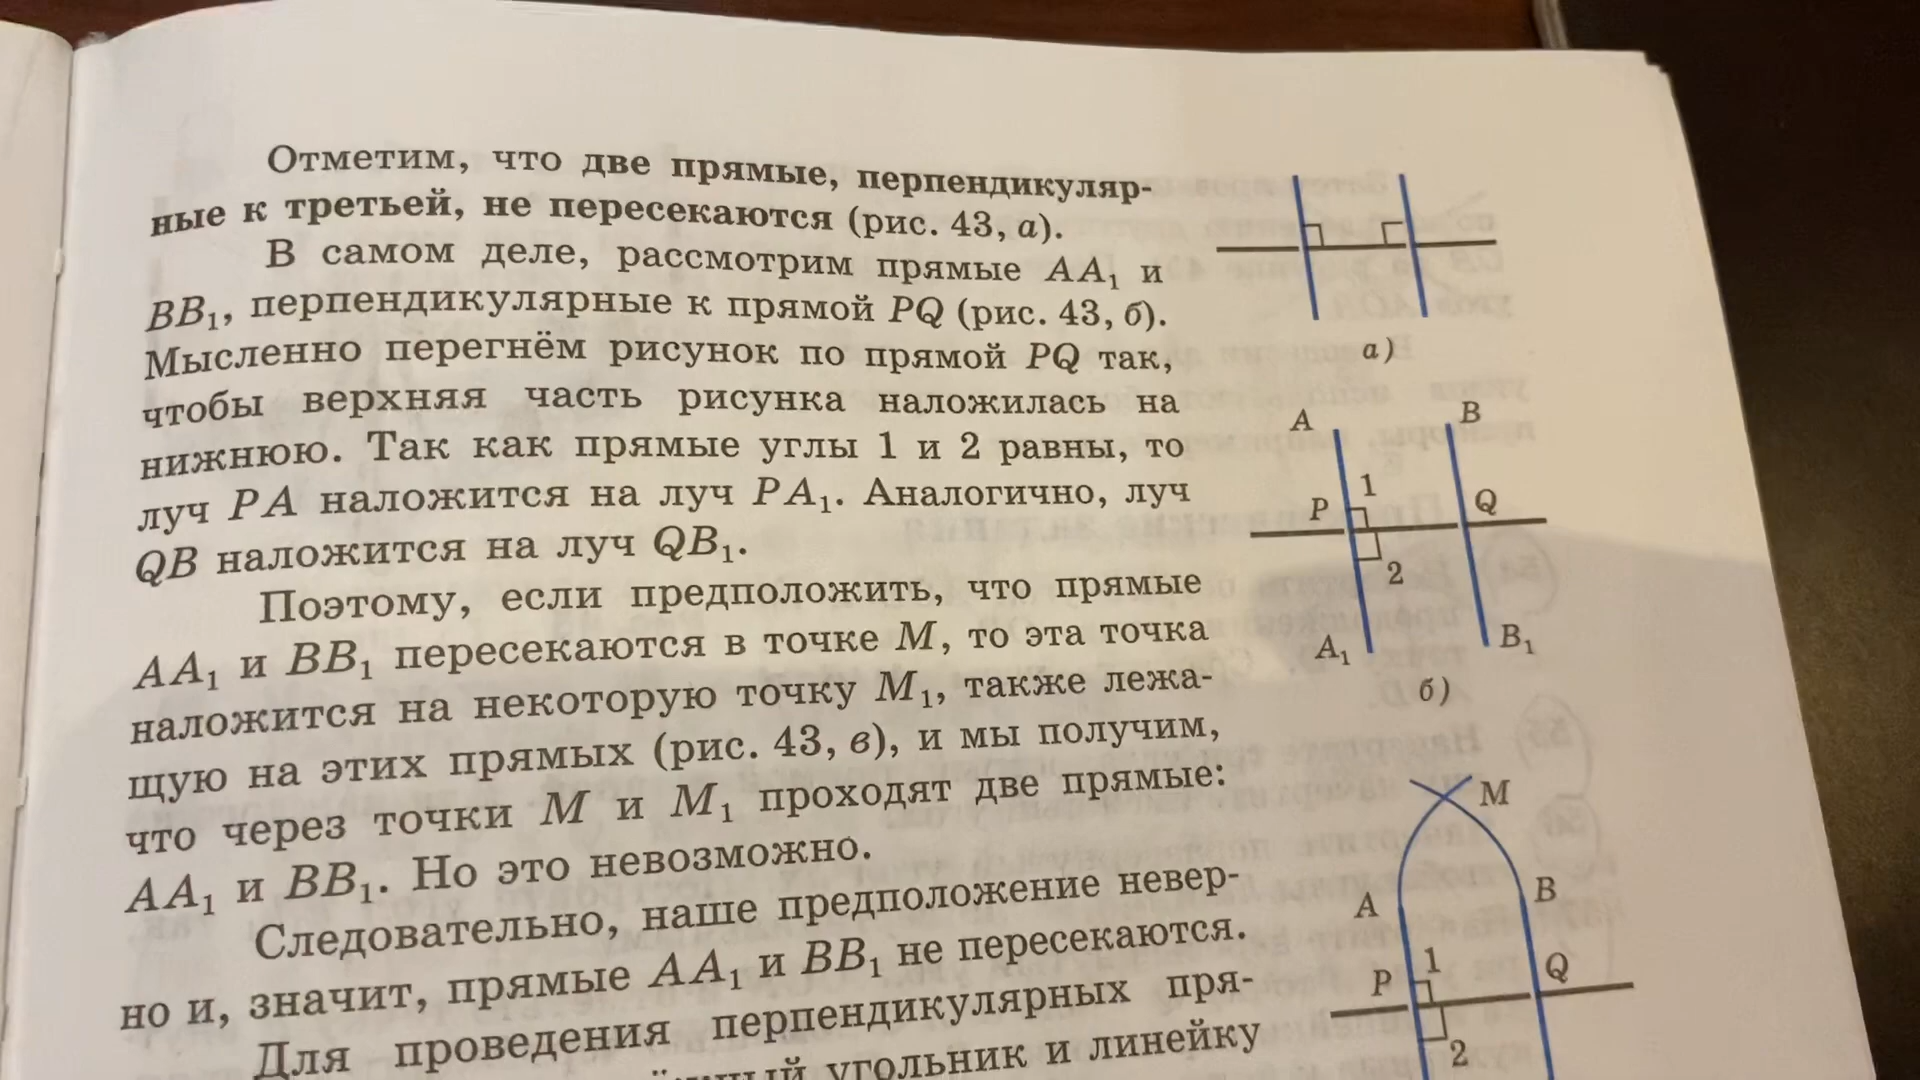 Отметим, что две прямые, перпендикуляр-
ные к третьей, не пересекаются (рис. 43, а).
В самом деле, рассмотрим прямые AA₁ и
BB₁, перпендикулярные к прямой PQ (рис. 43, б).
Мысленно перегнём рисунок по прямой PQ так,
чтобы верхняя часть рисунка наложилась на
нижнюю. Так как прямые углы 1 и 2 равны, то
луч PA наложится на луч PA₁. Аналогично, луч
QB наложится на луч QB₁.
Поэтому, если предположить, что прямые
AA₁ и BB₁ пересекаются в точке M, то эта точка
наложится на некоторую точку M₁, также лежа-
щую на этих прямых (рис. 43, в), и мы получим,
что через точки M и M₁ проходят две прямые:
AA₁ и BB₁. Но это невозможно.
Следовательно, наше предположение невер-
но и, значит, прямые AA₁ и BB₁ не пересекаются.
Для проведения перпендикулярных пря-
угольник и линейку
а)
A B
P 1 Q
2
A₁ B₁
б)
M
A B
P 1 Q
2